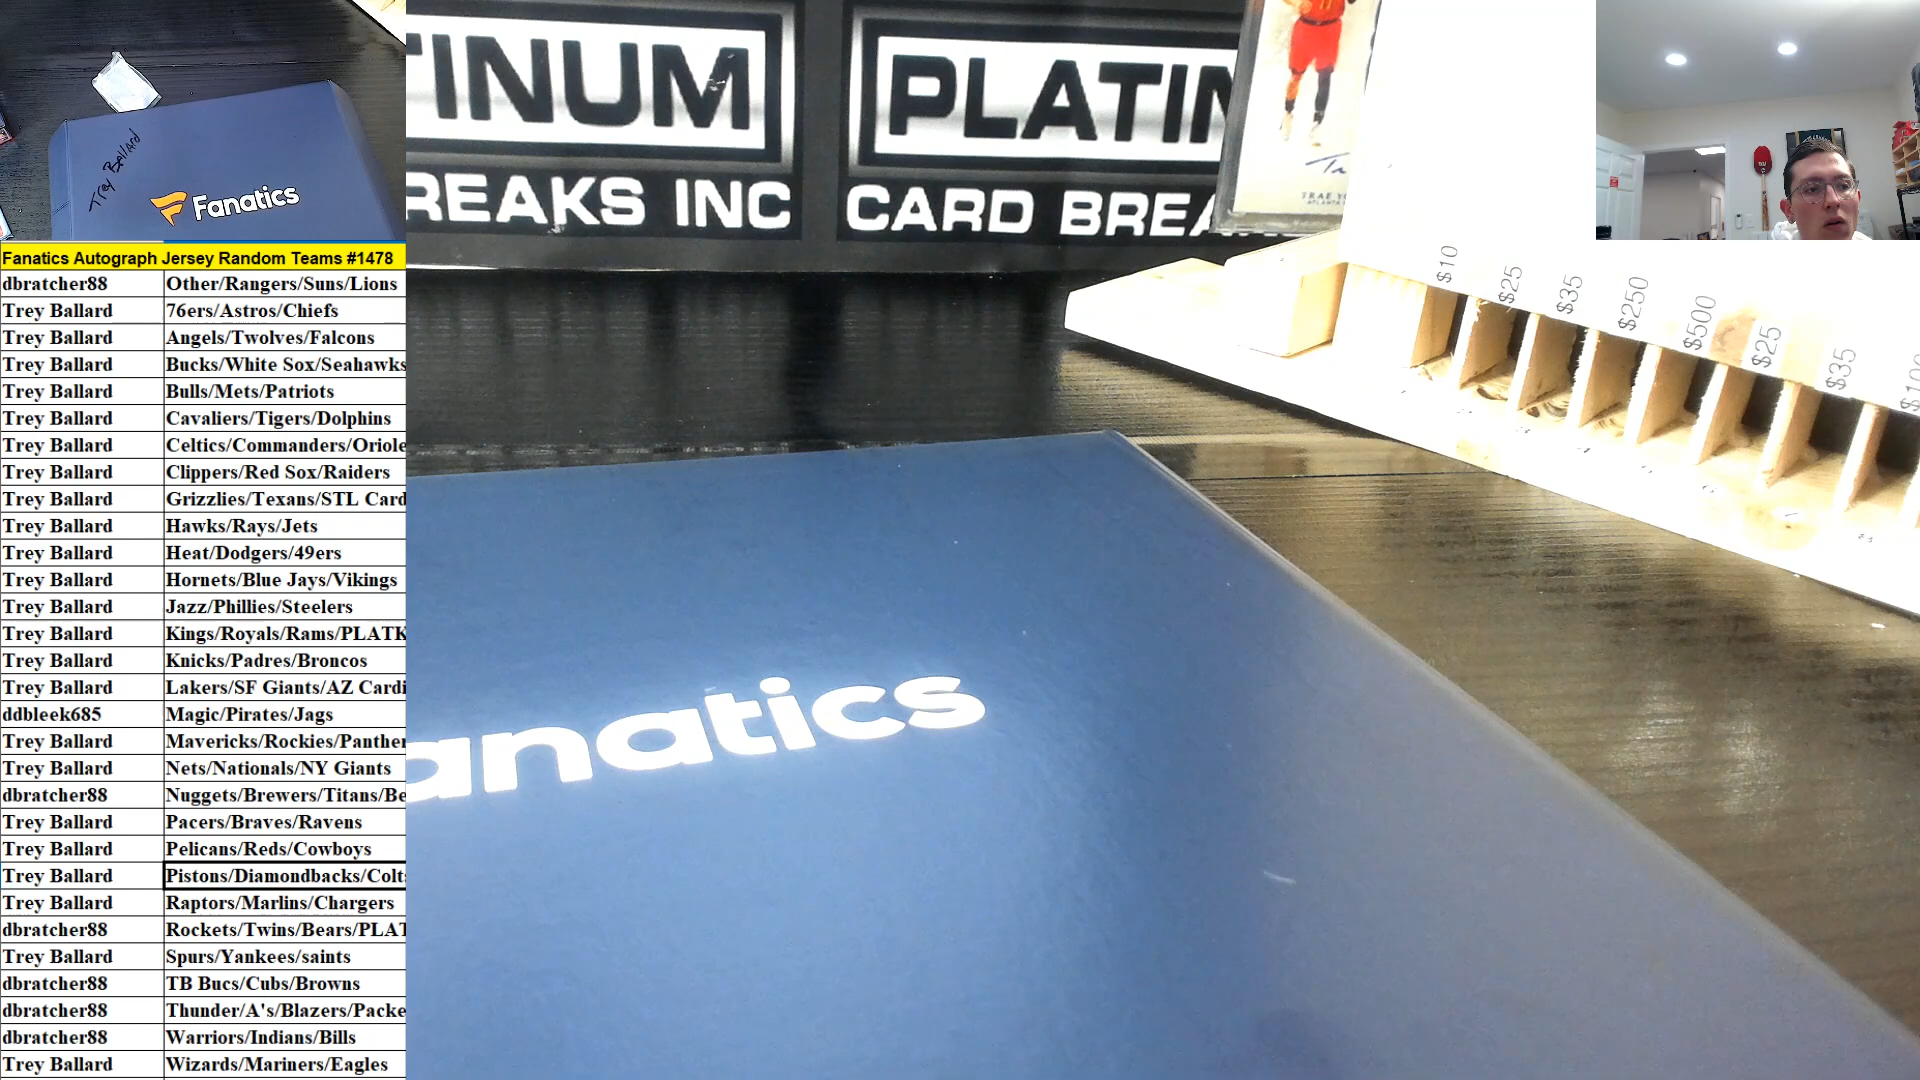 Trey Ballard
Fanatics
Fanatics Autograph Jersey Random Teams #1478
dbratcher88 Other/Rangers/Suns/Lions
Trey Ballard 76ers/Astros/Chiefs
Trey Ballard Angels/Twolves/Falcons
Trey Ballard Bucks/White Sox/Seahawks
Trey Ballard Bulls/Mets/Patriots
Trey Ballard Cavaliers/Tigers/Dolphins
Trey Ballard Celtics/Commanders/Oriole
Trey Ballard Clippers/Red Sox/Raiders
Trey Ballard Grizzlies/Texans/STL Card
Trey Ballard Hawks/Rays/Jets
Trey Ballard Heat/Dodgers/49ers
Trey Ballard Hornets/Blue Jays/Vikings
Trey Ballard Jazz/Phillies/Steelers
Trey Ballard Kings/Royals/Rams/PLATK
Trey Ballard Knicks/Padres/Broncos
Trey Ballard Lakers/SF Giants/AZ Cardi
ddbleek685 Magic/Pirates/Jags
Trey Ballard Mavericks/Rockies/Panther
Trey Ballard Nets/Nationals/NY Giants
dbratcher88 Nuggets/Brewers/Titans/Be
Trey Ballard Pacers/Braves/Ravens
Trey Ballard Pelicans/Reds/Cowboys
Trey Ballard Pistons/Diamondbacks/Colt
Trey Ballard Raptors/Marlins/Chargers
dbratcher88 Rockets/Twins/Bears/PLAT
Trey Ballard Spurs/Yankees/saints
dbratcher88 TB Bucs/Cubs/Browns
dbratcher88 Thunder/A's/Blazers/Packe
dbratcher88 Warriors/Indians/Bills
Trey Ballard Wizards/Mariners/Eagles
TINUM
REAKS INC
PLATIN
CARD BREA
$10
$25
$35
$250
$500
$25
$35
$100
anatics